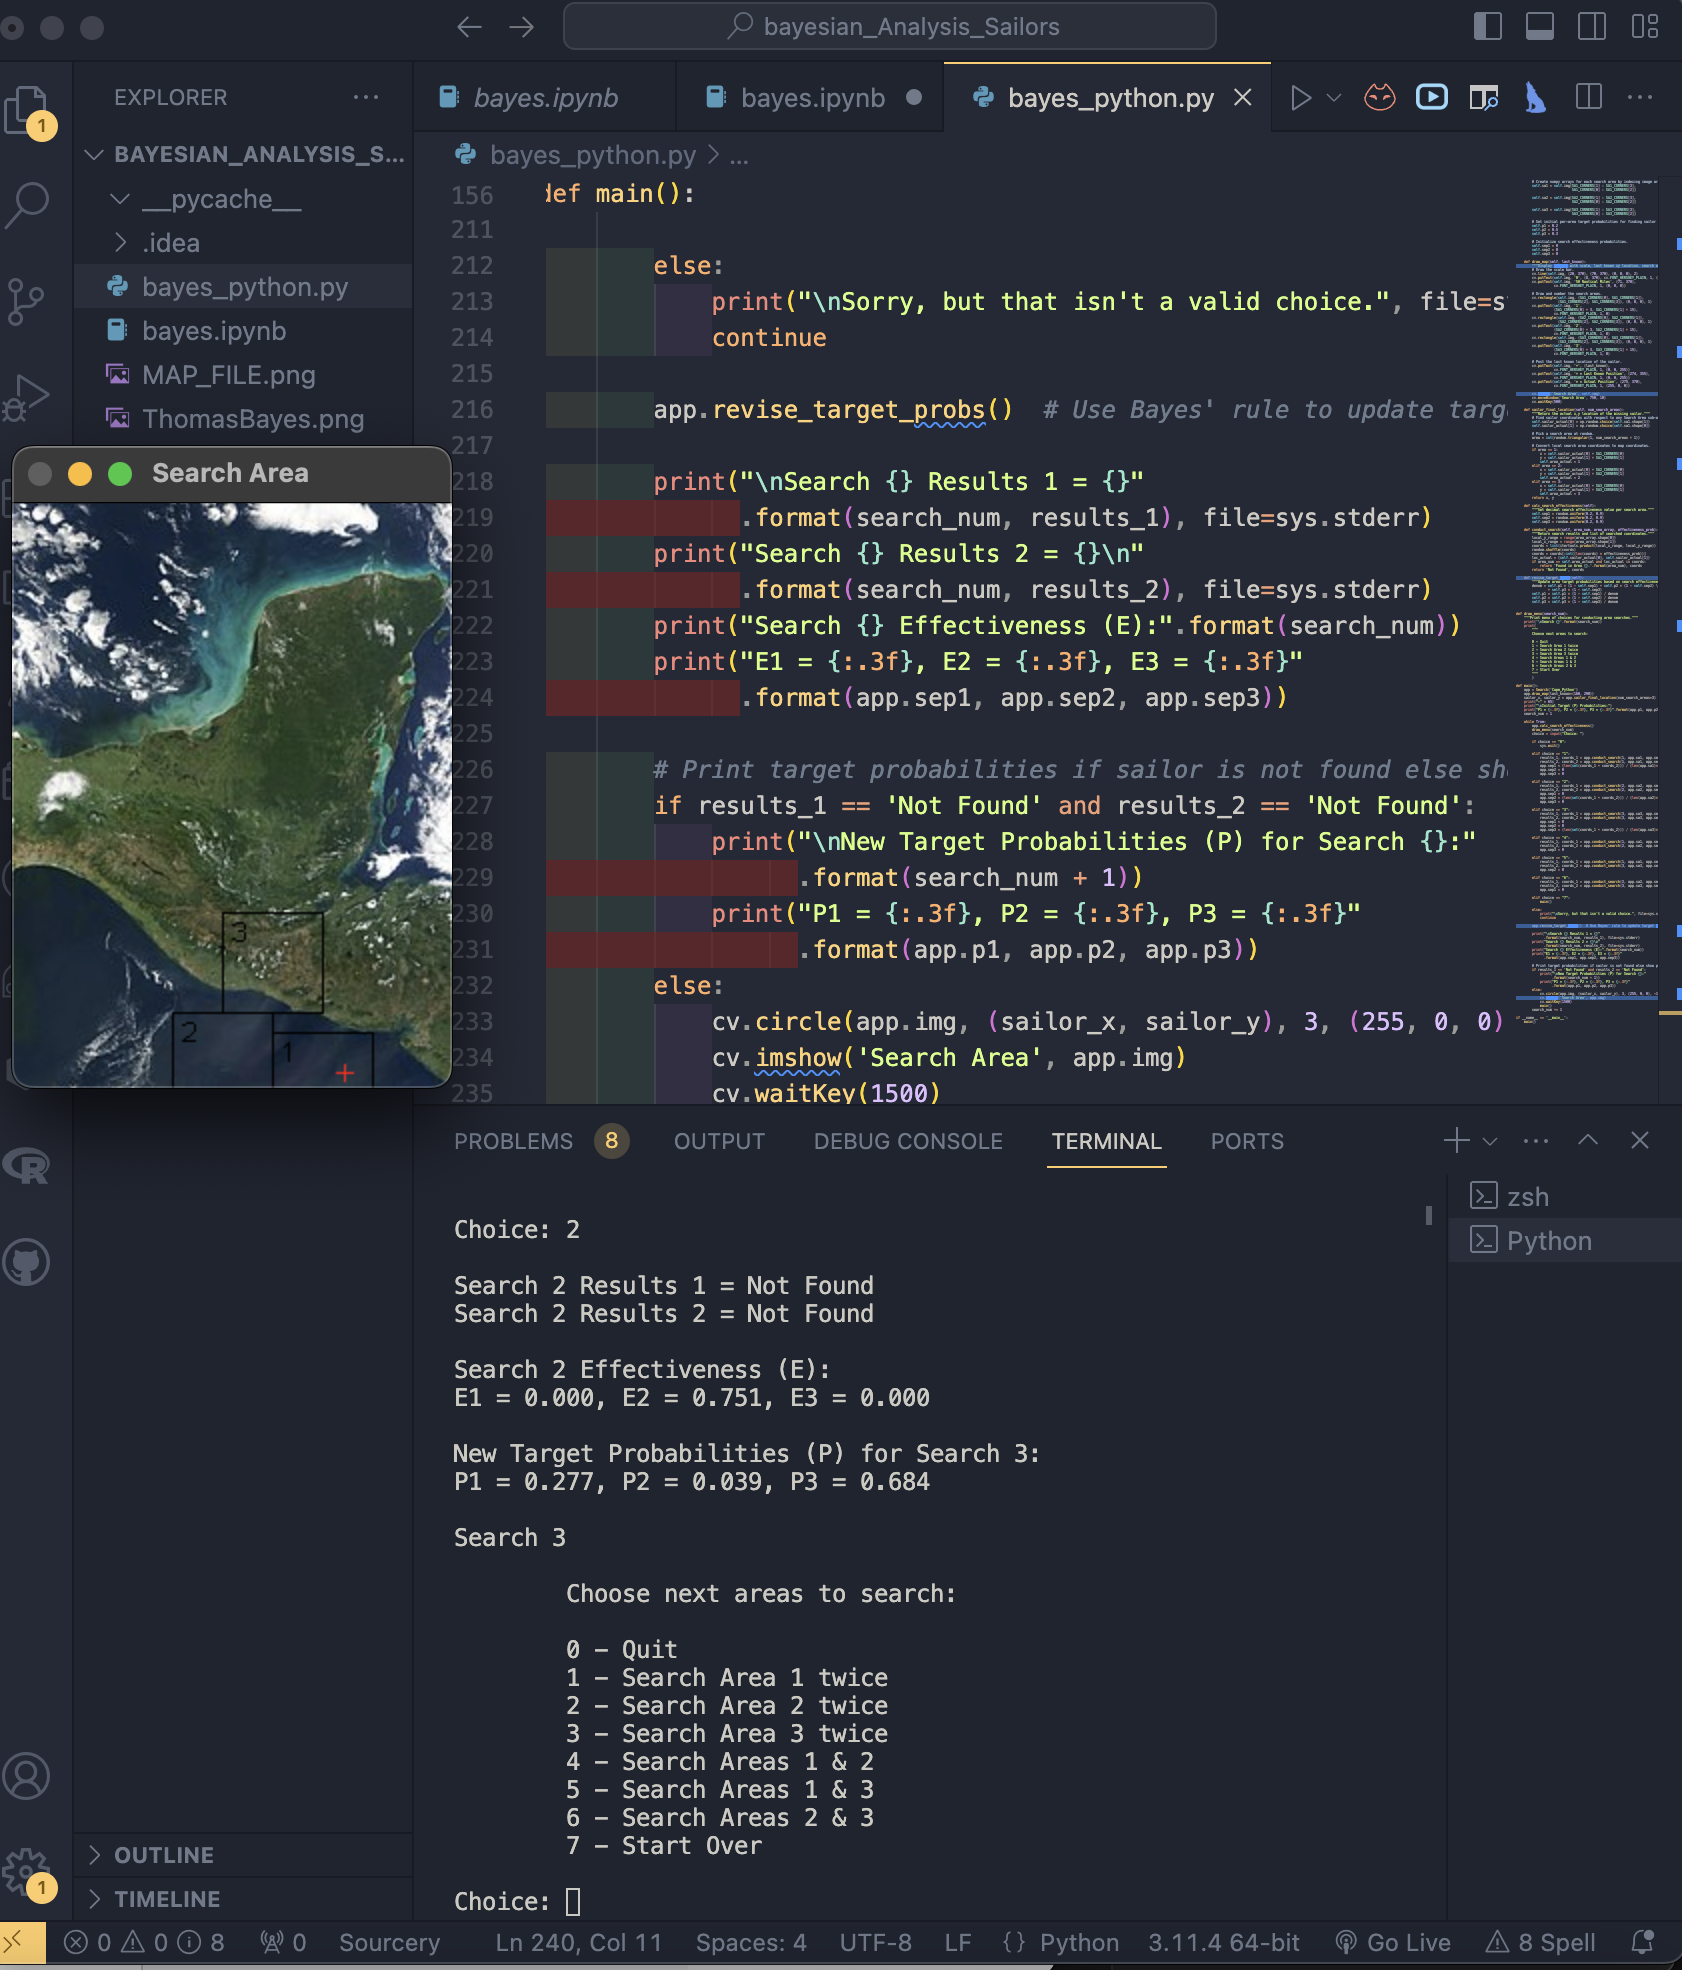 bayesian_Analysis_Sailors
EXPLORER
bayes.ipynb
bayes.ipynb
bayes_python.py
1
BAYESIAN_ANALYSIS_S...
bayes_python.py > ...
__pycache__
.idea
bayes_python.py
bayes.ipynb
MAP_FILE.png
ThomasBayes.png
Search Area
3
2
1
156 def main():
211
212 else:
213 print("\nSorry, but that isn't a valid choice.", file=s
214 continue
215
216 app.revise_target_probs()  # Use Bayes' rule to update targ
217
218 print("\nSearch {} Results 1 = {}"
219 .format(search_num, results_1), file=sys.stderr)
220 print("Search {} Results 2 = {}\n"
221 .format(search_num, results_2), file=sys.stderr)
222 print("Search {} Effectiveness (E):".format(search_num))
223 print("E1 = {:.3f}, E2 = {:.3f}, E3 = {:.3f}"
224 .format(app.sep1, app.sep2, app.sep3))
225
226 # Print target probabilities if sailor is not found else sh
227 if results_1 == 'Not Found' and results_2 == 'Not Found':
228 print("\nNew Target Probabilities (P) for Search {}:"
229 .format(search_num + 1))
230 print("P1 = {:.3f}, P2 = {:.3f}, P3 = {:.3f}"
231 .format(app.p1, app.p2, app.p3))
232 else:
233 cv.circle(app.img, (sailor_x, sailor_y), 3, (255, 0, 0)
234 cv.imshow('Search Area', app.img)
235 cv.waitKey(1500)
PROBLEMS 8 OUTPUT DEBUG CONSOLE TERMINAL PORTS
zsh
Python
Choice: 2
Search 2 Results 1 = Not Found
Search 2 Results 2 = Not Found
Search 2 Effectiveness (E):
E1 = 0.000, E2 = 0.751, E3 = 0.000
New Target Probabilities (P) for Search 3:
P1 = 0.277, P2 = 0.039, P3 = 0.684
Search 3
Choose next areas to search:
0 - Quit
1 - Search Area 1 twice
2 - Search Area 2 twice
3 - Search Area 3 twice
4 - Search Areas 1 & 2
5 - Search Areas 1 & 3
6 - Search Areas 2 & 3
7 - Start Over
Choice:
OUTLINE
1
TIMELINE
0 0 8 0 Sourcery Ln 240, Col 11 Spaces: 4 UTF-8 LF {} Python 3.11.4 64-bit Go Live 8 Spell